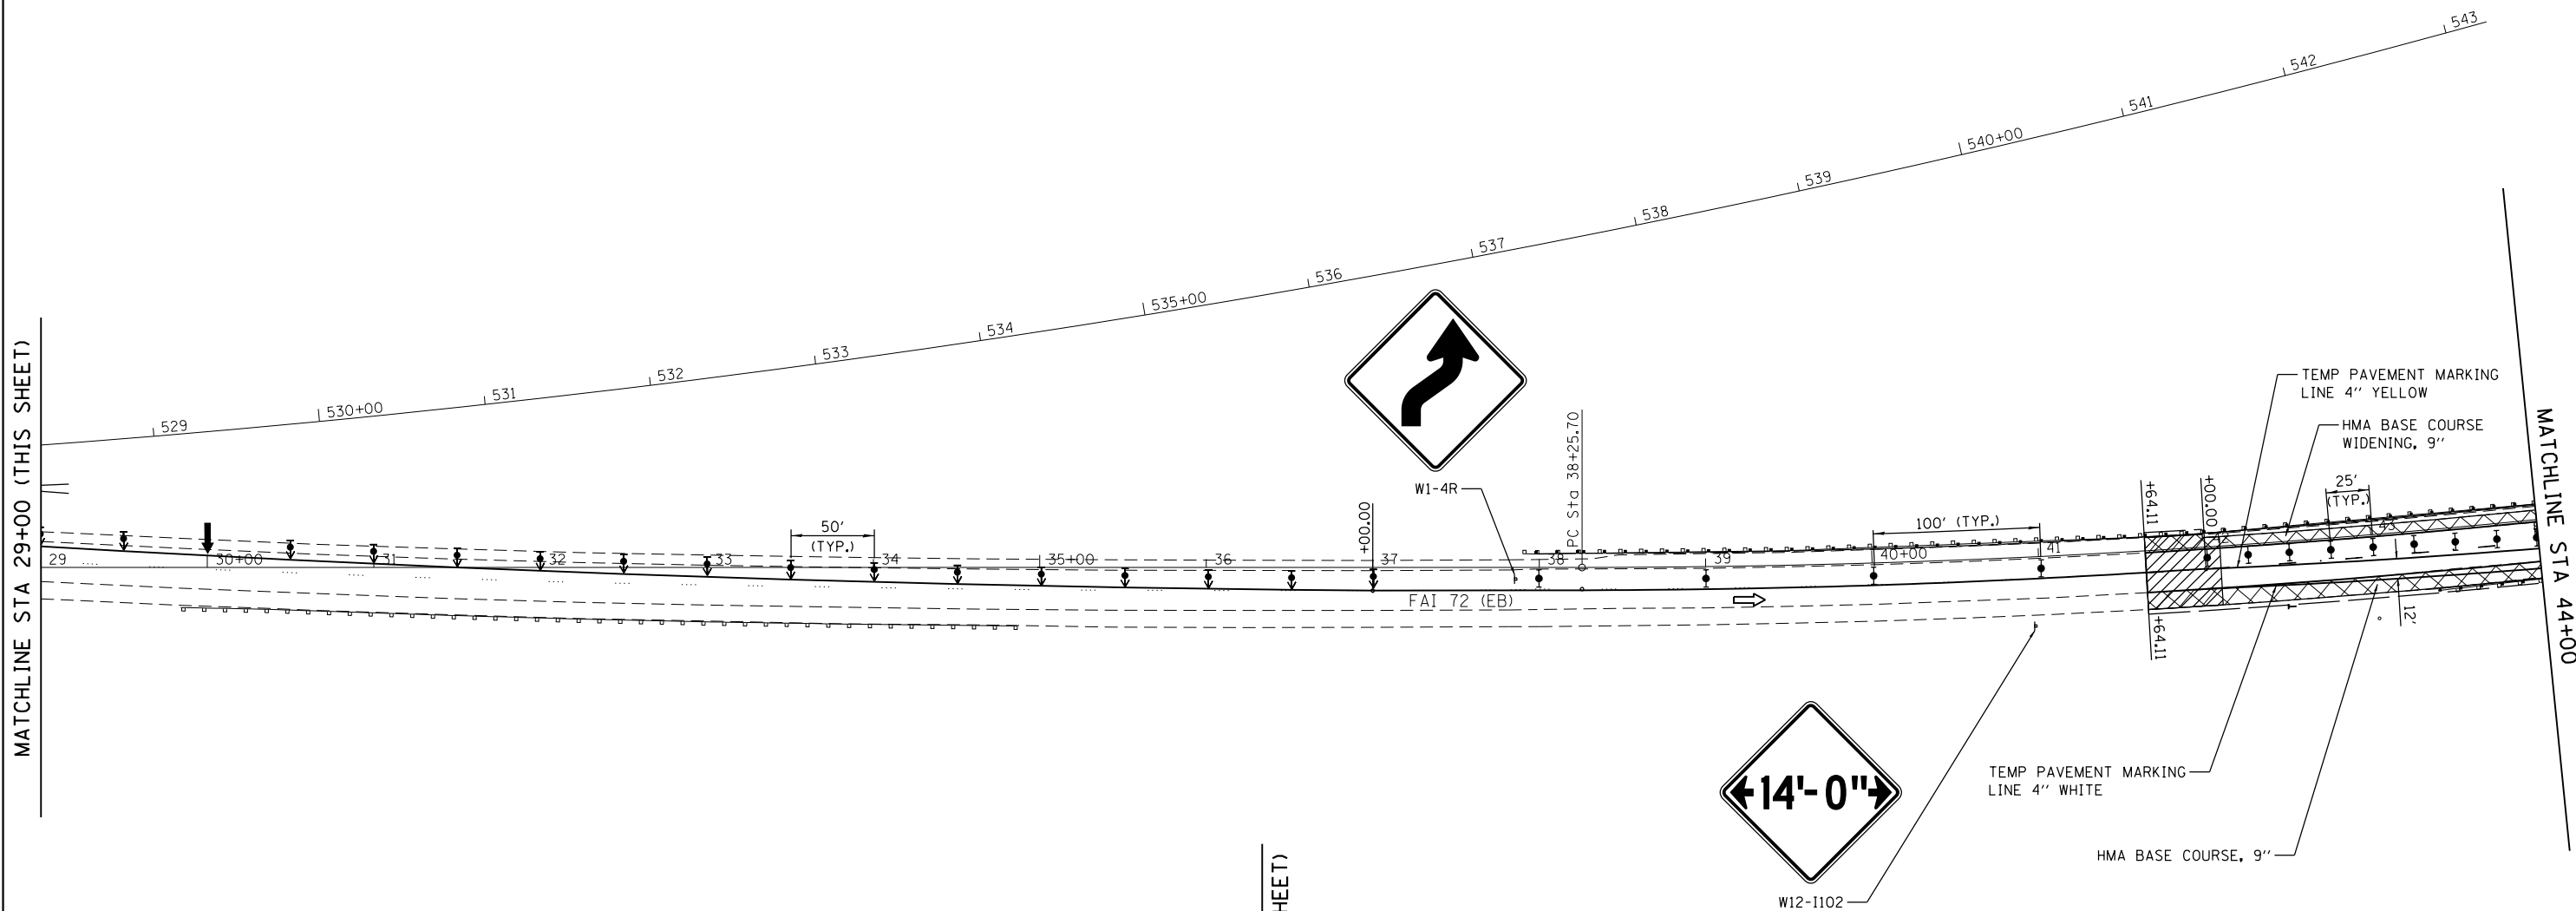 543
542
541
540+00
539
538
537
536
535+00
534
533
532
531
530+00
529
MATCHLINE STA 29+00 (THIS SHEET)
TEMP PAVEMENT MARKING
LINE 4'' YELLOW
HMA BASE COURSE
WIDENING, 9''
MATCHLINE STA 44+00
W1-4R
PC Sta 38+25.70
+00.00
50'
(TYP.)
100' (TYP.)
+64.11
+00.00
25'
(TYP.)
29
30+00
31
32
33
34
35+00
36
37
38
39
40+00
41
43
FAI 72 (EB)
12'
+64.11
14'-0"
TEMP PAVEMENT MARKING
LINE 4'' WHITE
HMA BASE COURSE, 9''
W12-I102
HEET)